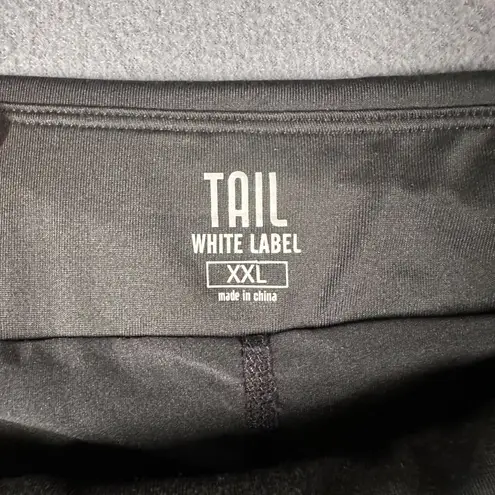 TAIL
WHITE LABEL
XXL
made in china